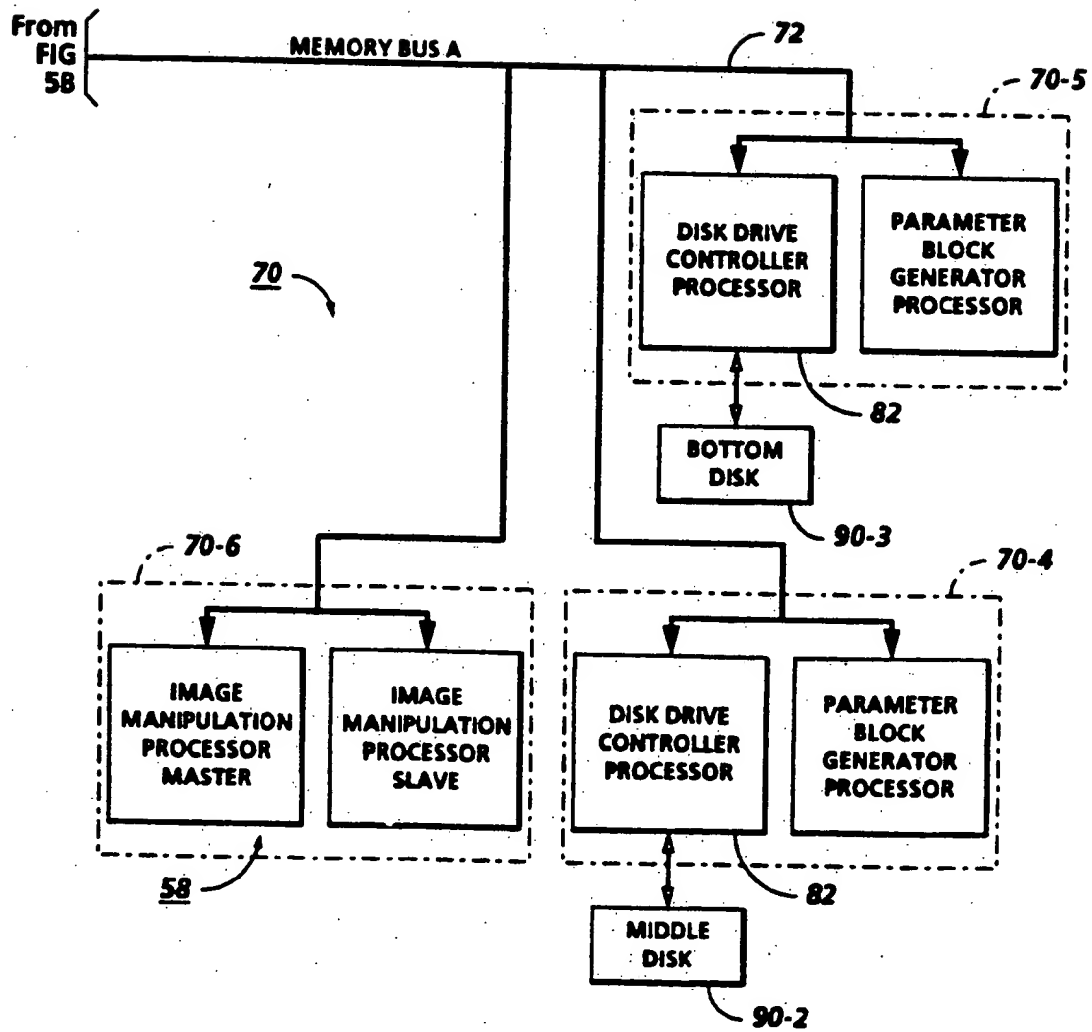 From
FIG
5B
MEMORY BUS A
72
70-5
DISK DRIVE
CONTROLLER
PROCESSOR
PARAMETER
BLOCK
GENERATOR
PROCESSOR
70
82
BOTTOM
DISK
90-3
70-6
70-4
IMAGE
MANIPULATION
PROCESSOR
MASTER
IMAGE
MANIPULATION
PROCESSOR
SLAVE
DISK DRIVE
CONTROLLER
PROCESSOR
PARAMETER
BLOCK
GENERATOR
PROCESSOR
58
82
MIDDLE
DISK
90-2